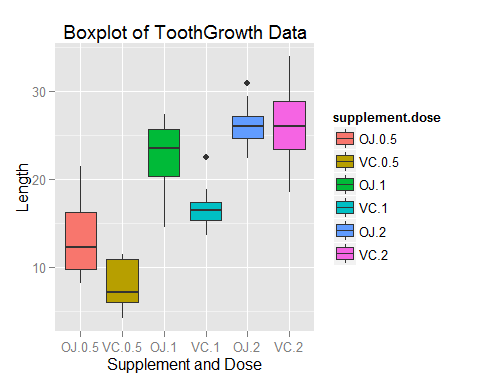 Boxplot of ToothGrowth Data
30
20
10
Length
OJ.0.5 VC.0.5 OJ.1 VC.1 OJ.2 VC.2
Supplement and Dose
supplement.dose
OJ.0.5
VC.0.5
OJ.1
VC.1
OJ.2
VC.2